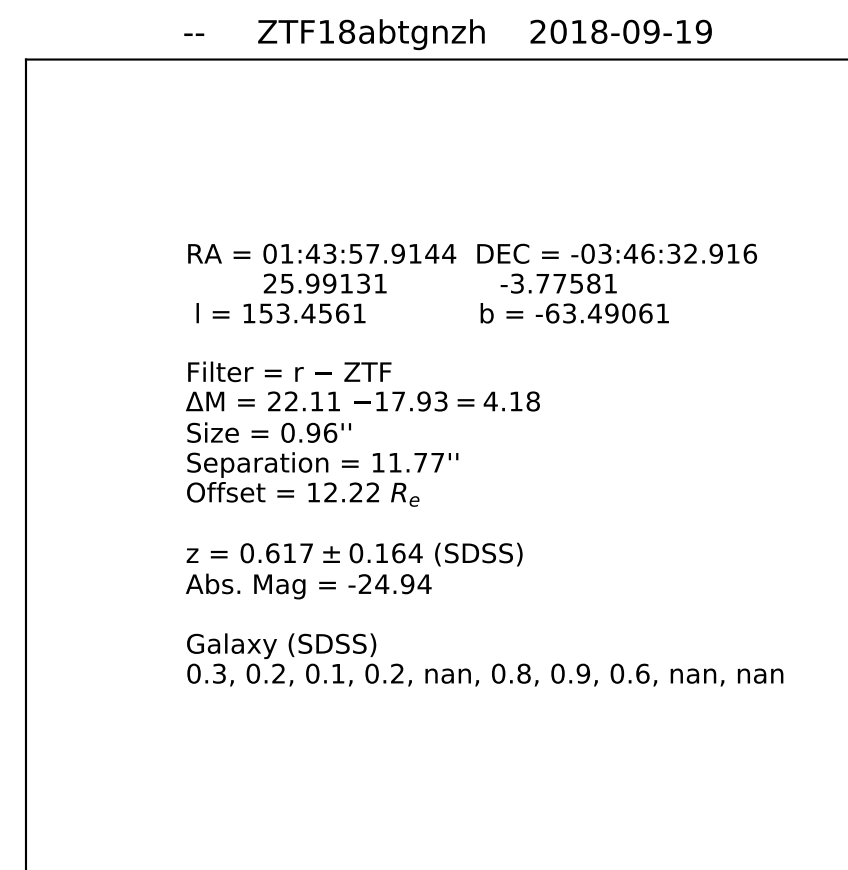 -- ZTF18abtgnzh 2018-09-19
RA = 01:43:57.9144 DEC = -03:46:32.916
25.99131 -3.77581
l = 153.4561 b = -63.49061
Filter = r − ZTF
ΔM = 22.11 −17.93 = 4.18
Size = 0.96''
Separation = 11.77''
Offset = 12.22 Rₑ
z = 0.617 ± 0.164 (SDSS)
Abs. Mag = -24.94
Galaxy (SDSS)
0.3, 0.2, 0.1, 0.2, nan, 0.8, 0.9, 0.6, nan, nan